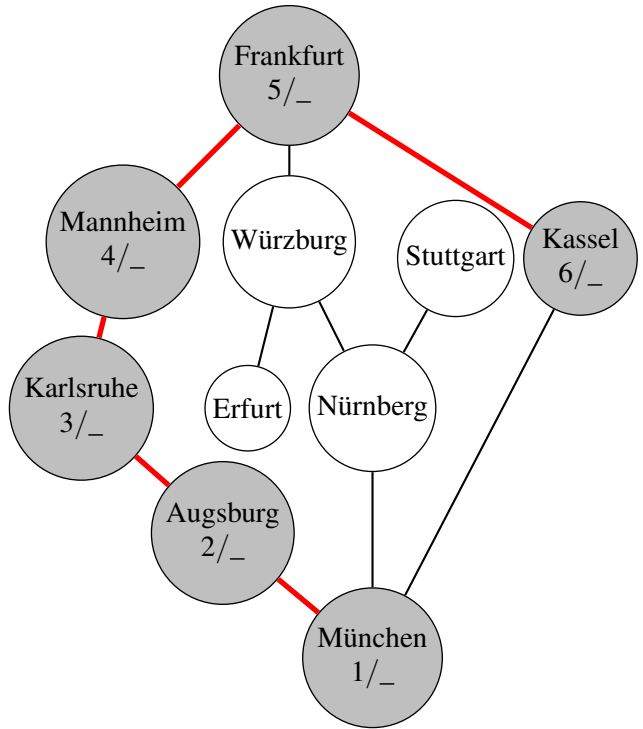 Frankfurt
5/_
Mannheim
4/_
Würzburg
Stuttgart
Kassel
6/_
Karlsruhe
3/_
Erfurt
Nürnberg
Augsburg
2/_
München
1/_